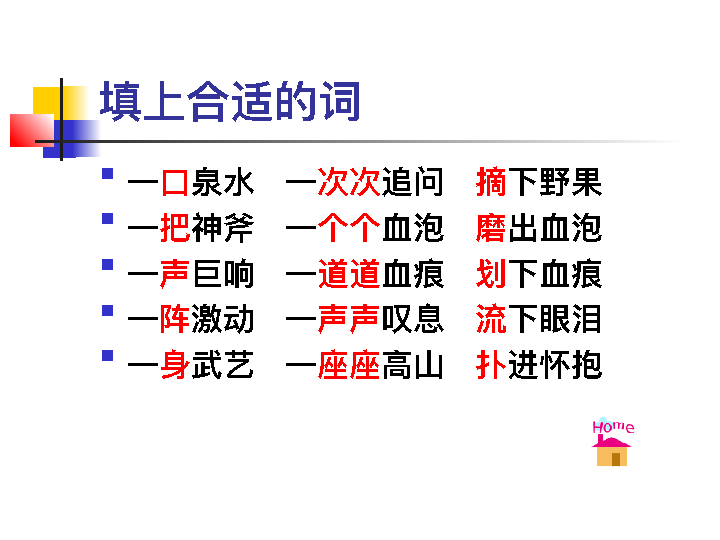 填上合适的词
一口泉水 一次次追问 摘下野果
一把神斧 一个个血泡 磨出血泡
一声巨响 一道道血痕 划下血痕
一阵激动 一声声叹息 流下眼泪
一身武艺 一座座高山 扑进怀抱
Home